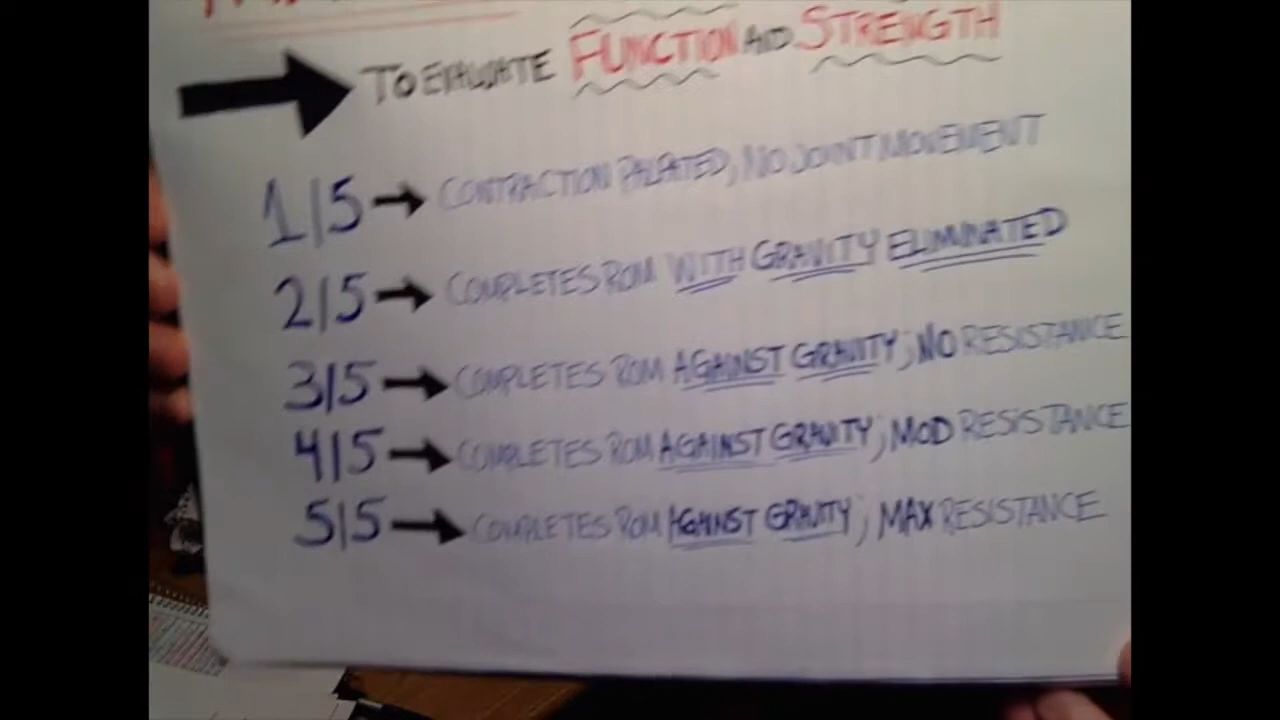 TO EVALUATE FUNCTION AND STRENGTH
1/5 → CONTRACTION PALPATED, NO JOINT MOVEMENT
2/5 → COMPLETES ROM WITH GRAVITY ELIMINATED
3/5 → COMPLETES ROM AGAINST GRAVITY; NO RESISTANCE
4/5 → COMPLETES ROM AGAINST GRAVITY; MOD RESISTANCE
5/5 → COMPLETES ROM AGAINST GRAVITY; MAX RESISTANCE